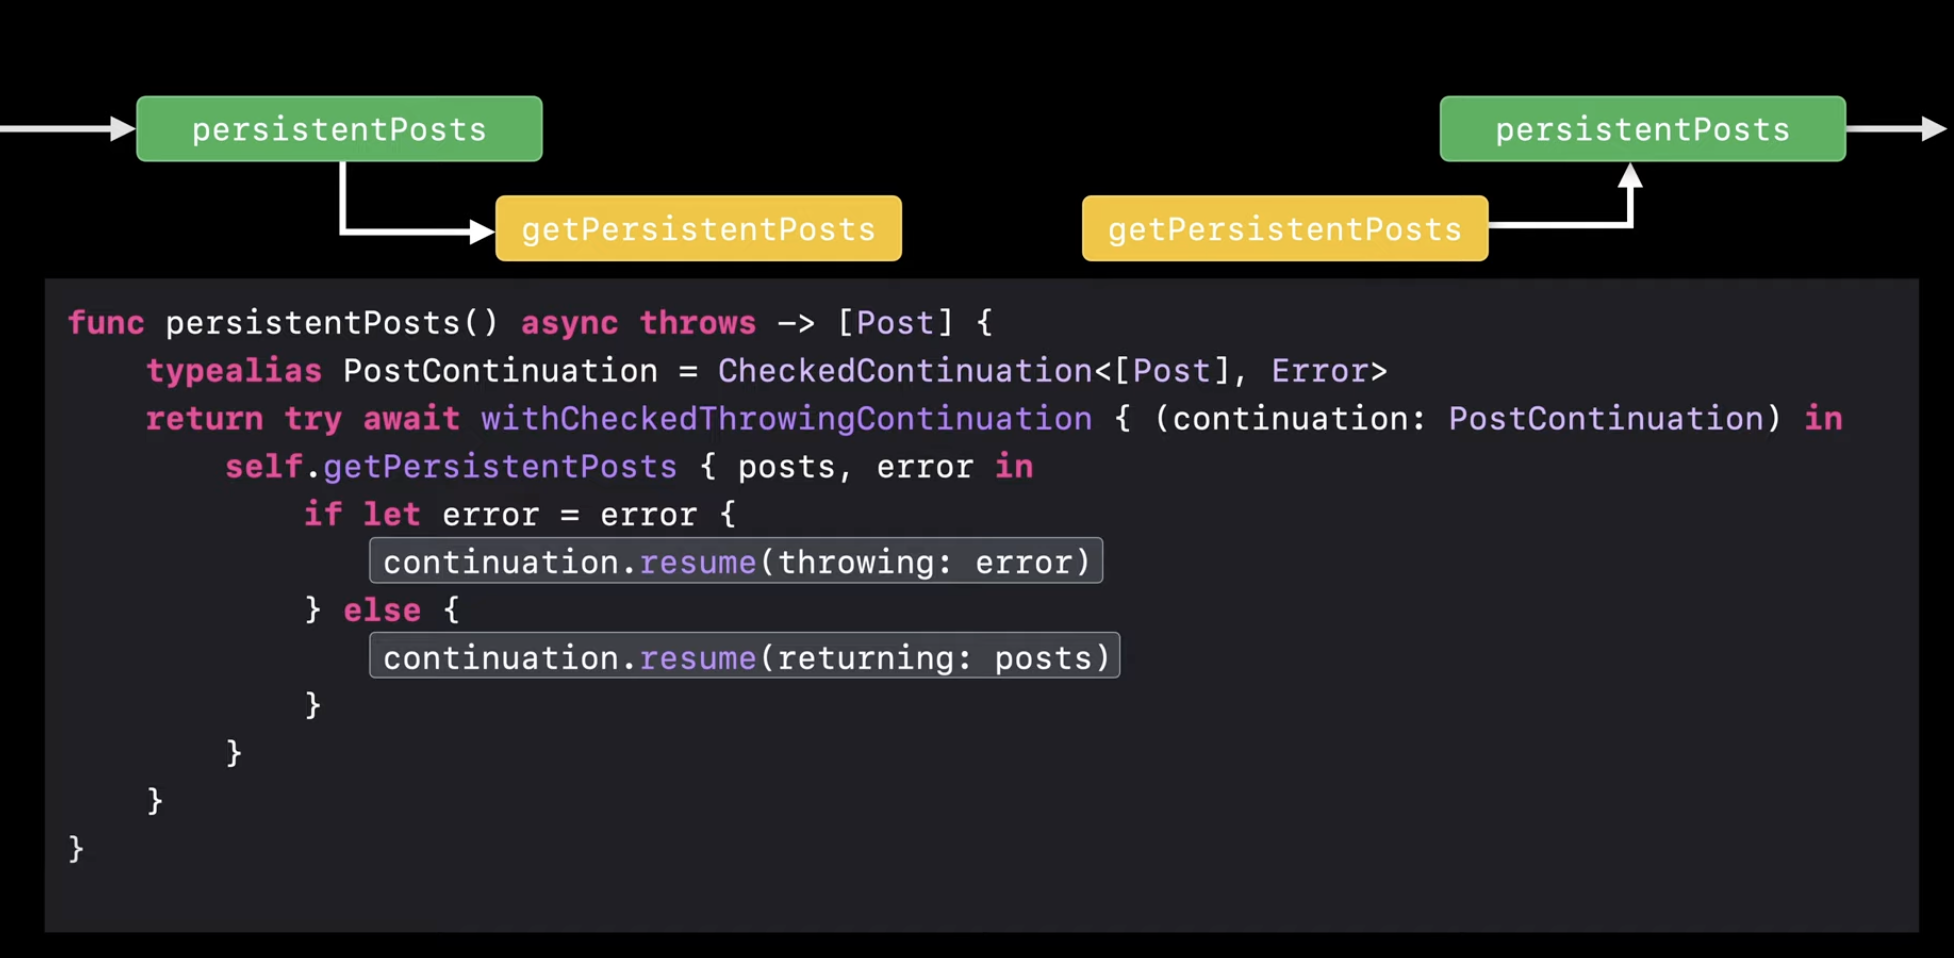 persistentPosts
persistentPosts
getPersistentPosts
getPersistentPosts
func persistentPosts() async throws -> [Post] {
typealias PostContinuation = CheckedContinuation<[Post], Error>
return try await withCheckedThrowingContinuation { (continuation: PostContinuation) in
self.getPersistentPosts { posts, error in
if let error = error {
continuation.resume(throwing: error)
} else {
continuation.resume(returning: posts)
}
}
}
}